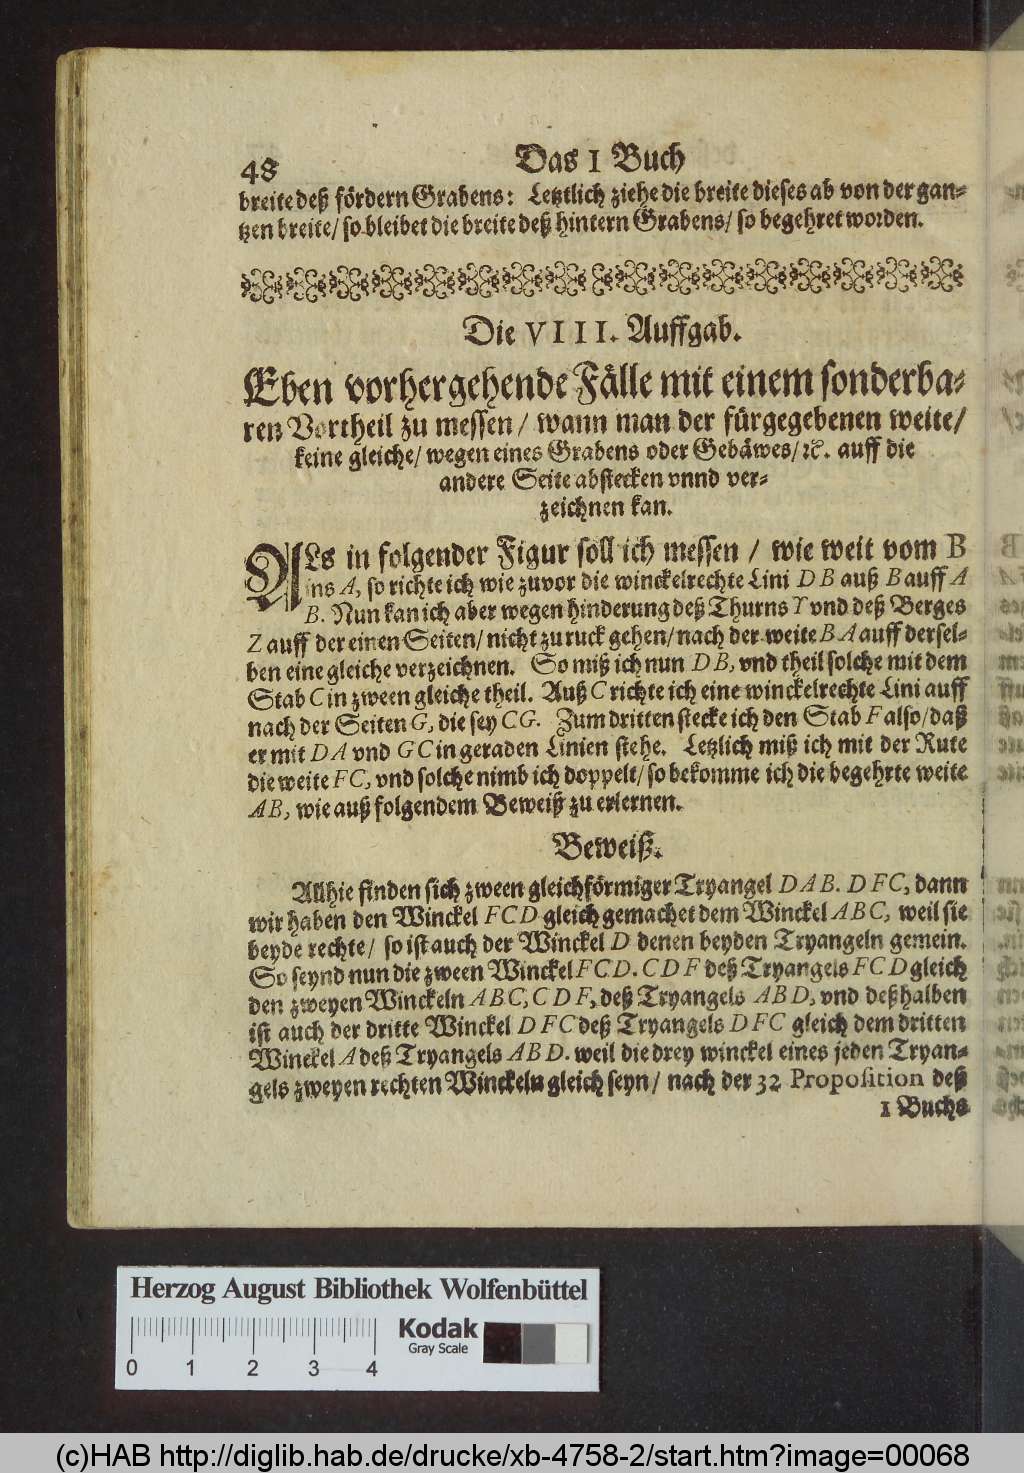 48
Das I Buch
breite deß fördern Grabens: Letztlich ziehe die breite dieses ab von der gan-
tzen breite/ so bleibet die breite deß hintern Grabens/ so begehret worden.
Die VIII. Auffgab.
Eben vorhergehende Fälle mit einem sonderba-
ren Vortheil zu messen/ wann man der fürgegebenen weite/
keine gleiche/ wegen eines Grabens oder Gebäwes/ ꝛc. auff die
andere Seite abstecken vnnd ver-
zeichnen kan.
ALs in folgender Figur soll ich messen / wie weit vom B
ins A, so richte ich wie zuvor die winckelrechte Lini DB auß B auff A
B. Nun kan ich aber wegen hinderung deß Thurns Y vnd deß Berges
Z auff der einen Seiten/ nicht zu ruck gehen/ nach der weite BA auff dersel-
ben eine gleiche verzeichnen. So miß ich nun DB, vnd theil solche mit dem
Stab C in zween gleiche theil. Auß C richte ich eine winckelrechte Lini auff
nach der Seiten G, die sey CG. Zum dritten stecke ich den Stab F also/ daß
er mit DA vnd GC in geraden Linien stehe. Letzlich miß ich mit der Rute
die weite FC, vnd solche nimb ich doppelt/ so bekomme ich die begehrte weite
AB, wie auß folgendem Beweiß zu erlernen.
Beweiß.
Allhie finden sich zween gleichförmiger Tryangel DAB. DFC, dann
wir haben den Winckel FCD gleich gemachet dem Winckel ABC, weil sie
beyde rechte/ so ist auch der Winckel D denen beyden Tryangeln gemein.
So seynd nun die zween Winckel FCD. CDF deß Tryangels FCD gleich
den zweyen Winckeln ABC, CDF, deß Tryangels ABD, vnd deßhalben
ist auch der dritte Winckel DFC deß Tryangels DFC gleich dem dritten
Winckel A deß Tryangels ABD. weil die drey winckel eines jeden Tryan-
gels zweyen rechten Winckeln gleich seyn/ nach der 32 Proposition deß
1 Buchs
Herzog August Bibliothek Wolfenbüttel
0 1 2 3 4
Kodak
Gray Scale
(c)HAB http://diglib.hab.de/drucke/xb-4758-2/start.htm?image=00068